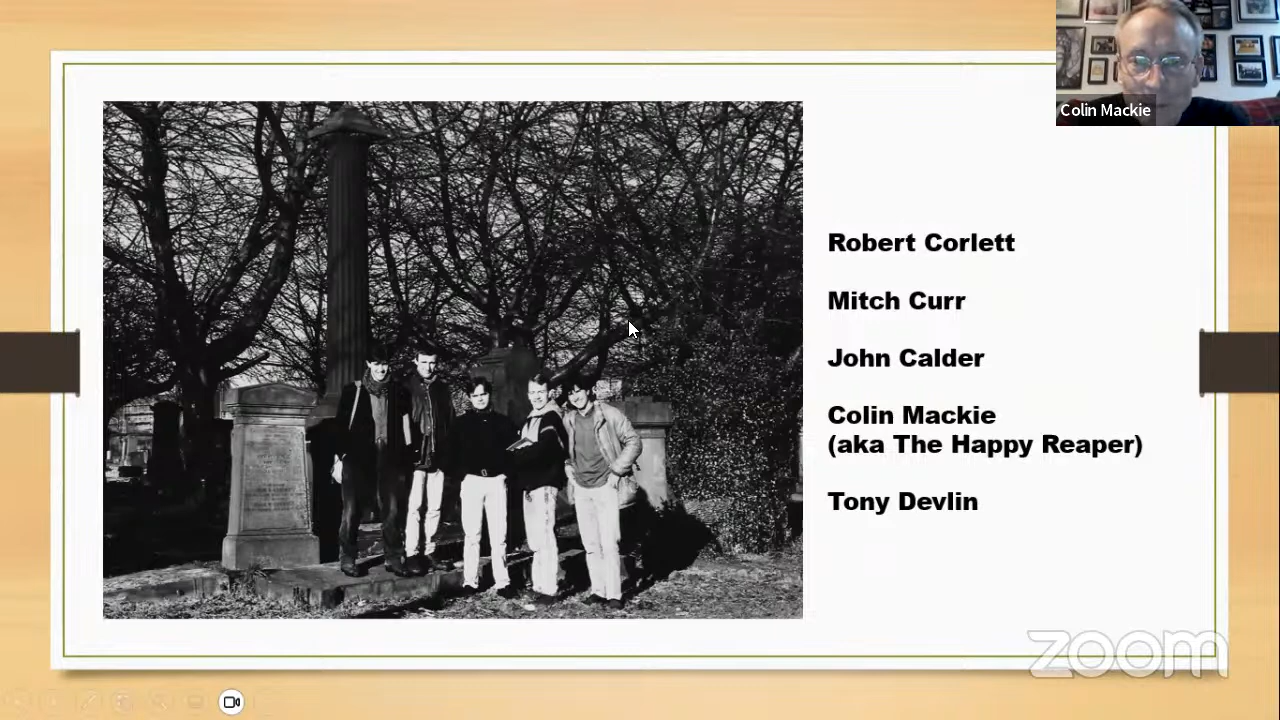 Colin Mackie
Robert Corlett
Mitch Curr
John Calder
Colin Mackie
(aka The Happy Reaper)
Tony Devlin
zoom